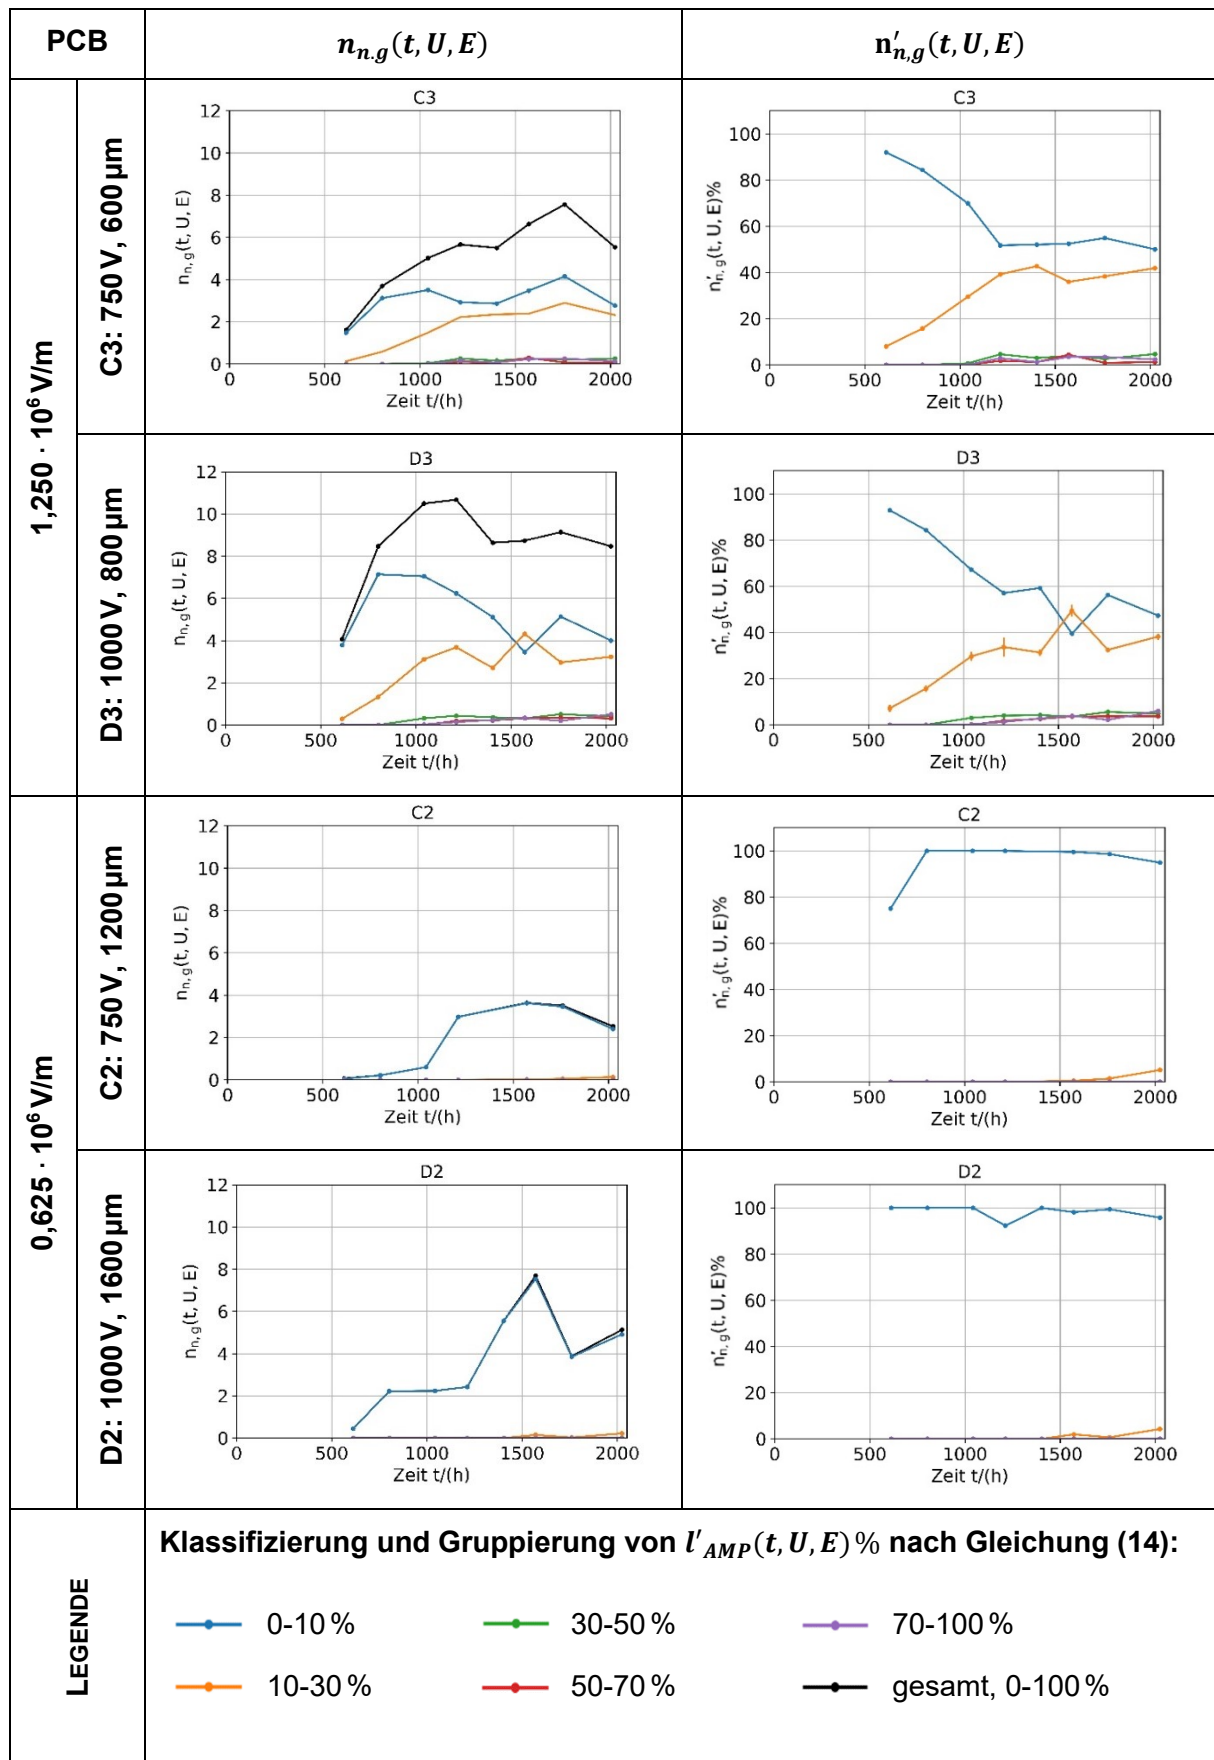 PCB
n_{n.g}(t, U, E)
n'_{n,g}(t, U, E)
1,250 · 10⁶ V/m
C3: 750 V, 600 µm
C3
12
10
8
6
4
2
0
n_{n,g}(t, U, E)
0 500 1000 1500 2000
Zeit t/(h)
C3
100
80
60
40
20
0
n'_{n,g}(t, U, E)%
0 500 1000 1500 2000
Zeit t/(h)
D3: 1000 V, 800 µm
D3
12
10
8
6
4
2
0
n_{n,g}(t, U, E)
0 500 1000 1500 2000
Zeit t/(h)
D3
100
80
60
40
20
0
n'_{n,g}(t, U, E)%
0 500 1000 1500 2000
Zeit t/(h)
0,625 · 10⁶ V/m
C2: 750 V, 1200 µm
C2
12
10
8
6
4
2
0
n_{n,g}(t, U, E)
0 500 1000 1500 2000
Zeit t/(h)
C2
100
80
60
40
20
0
n'_{n,g}(t, U, E)%
0 500 1000 1500 2000
Zeit t/(h)
D2: 1000 V, 1600 µm
D2
12
10
8
6
4
2
0
n_{n,g}(t, U, E)
0 500 1000 1500 2000
Zeit t/(h)
D2
100
80
60
40
20
0
n'_{n,g}(t, U, E)%
0 500 1000 1500 2000
Zeit t/(h)
LEGENDE
Klassifizierung und Gruppierung von l'_{AMP}(t, U, E)% nach Gleichung (14):
0-10 % 30-50 % 70-100 %
10-30 % 50-70 % gesamt, 0-100 %